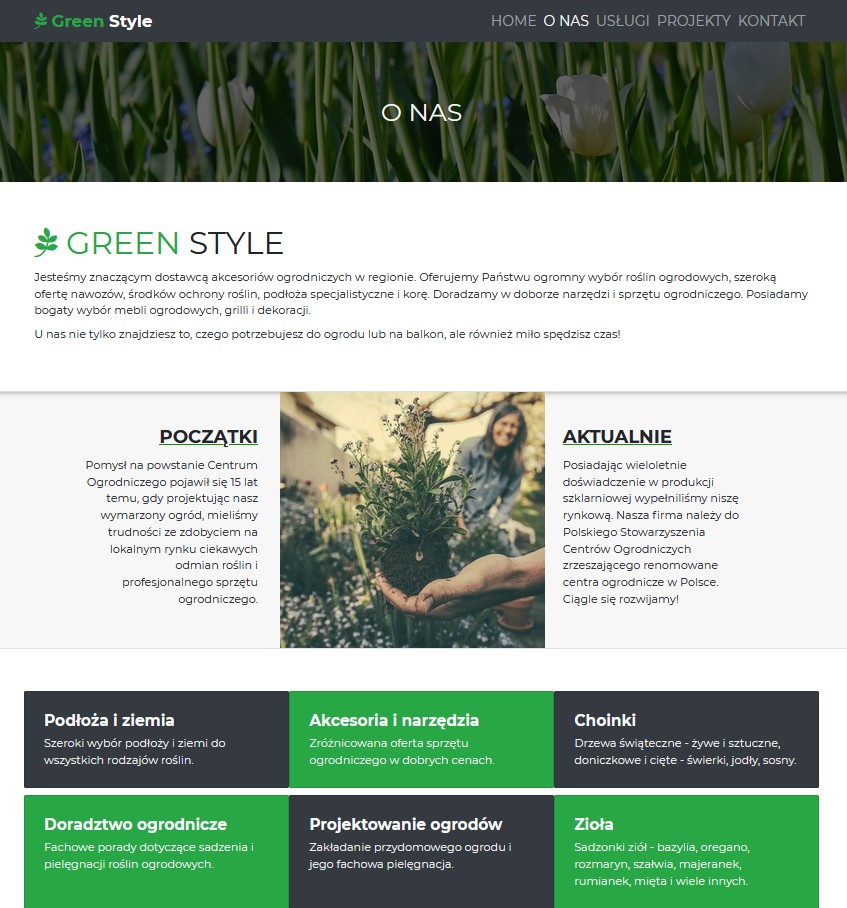 Green Style
HOME O NAS USŁUGI PROJEKTY KONTAKT
O NAS
GREEN STYLE
Jesteśmy znaczącym dostawcą akcesoriów ogrodniczych w regionie. Oferujemy Państwu ogromny wybór roślin ogrodowych, szeroką
ofertę nawozów, środków ochrony roślin, podłoża specjalistyczne i korę. Doradzamy w doborze narzędzi i sprzętu ogrodniczego. Posiadamy
bogaty wybór mebli ogrodowych, grilli i dekoracji.
U nas nie tylko znajdziesz to, czego potrzebujesz do ogrodu lub na balkon, ale również miło spędzisz czas!
POCZĄTKI
Pomysł na powstanie Centrum
Ogrodniczego pojawił się 15 lat
temu, gdy projektując nasz
wymarzony ogród, mieliśmy
trudności ze zdobyciem na
lokalnym rynku ciekawych
odmian roślin i
profesjonalnego sprzętu
ogrodniczego.
AKTUALNIE
Posiadając wieloletnie
doświadczenie w produkcji
szklarniowej wypełniliśmy niszę
rynkową. Nasza firma należy do
Polskiego Stowarzyszenia
Centrów Ogrodniczych
zrzeszającego renomowane
centra ogrodnicze w Polsce.
Ciągle się rozwijamy!
Podłoża i ziemia
Szeroki wybór podłoży i ziemi do
wszystkich rodzajów roślin.
Akcesoria i narzędzia
Zróżnicowana oferta sprzętu
ogrodniczego w dobrych cenach.
Choinki
Drzewa świąteczne - żywe i sztuczne,
doniczkowe i cięte - świerki, jodły, sosny.
Doradztwo ogrodnicze
Fachowe porady dotyczące sadzenia i
pielęgnacji roślin ogrodowych.
Projektowanie ogrodów
Zakładanie przydomowego ogrodu i
jego fachowa pielęgnacja.
Zioła
Sadzonki ziół - bazylia, oregano,
rozmaryn, szałwia, majeranek,
rumianek, mięta i wiele innych.